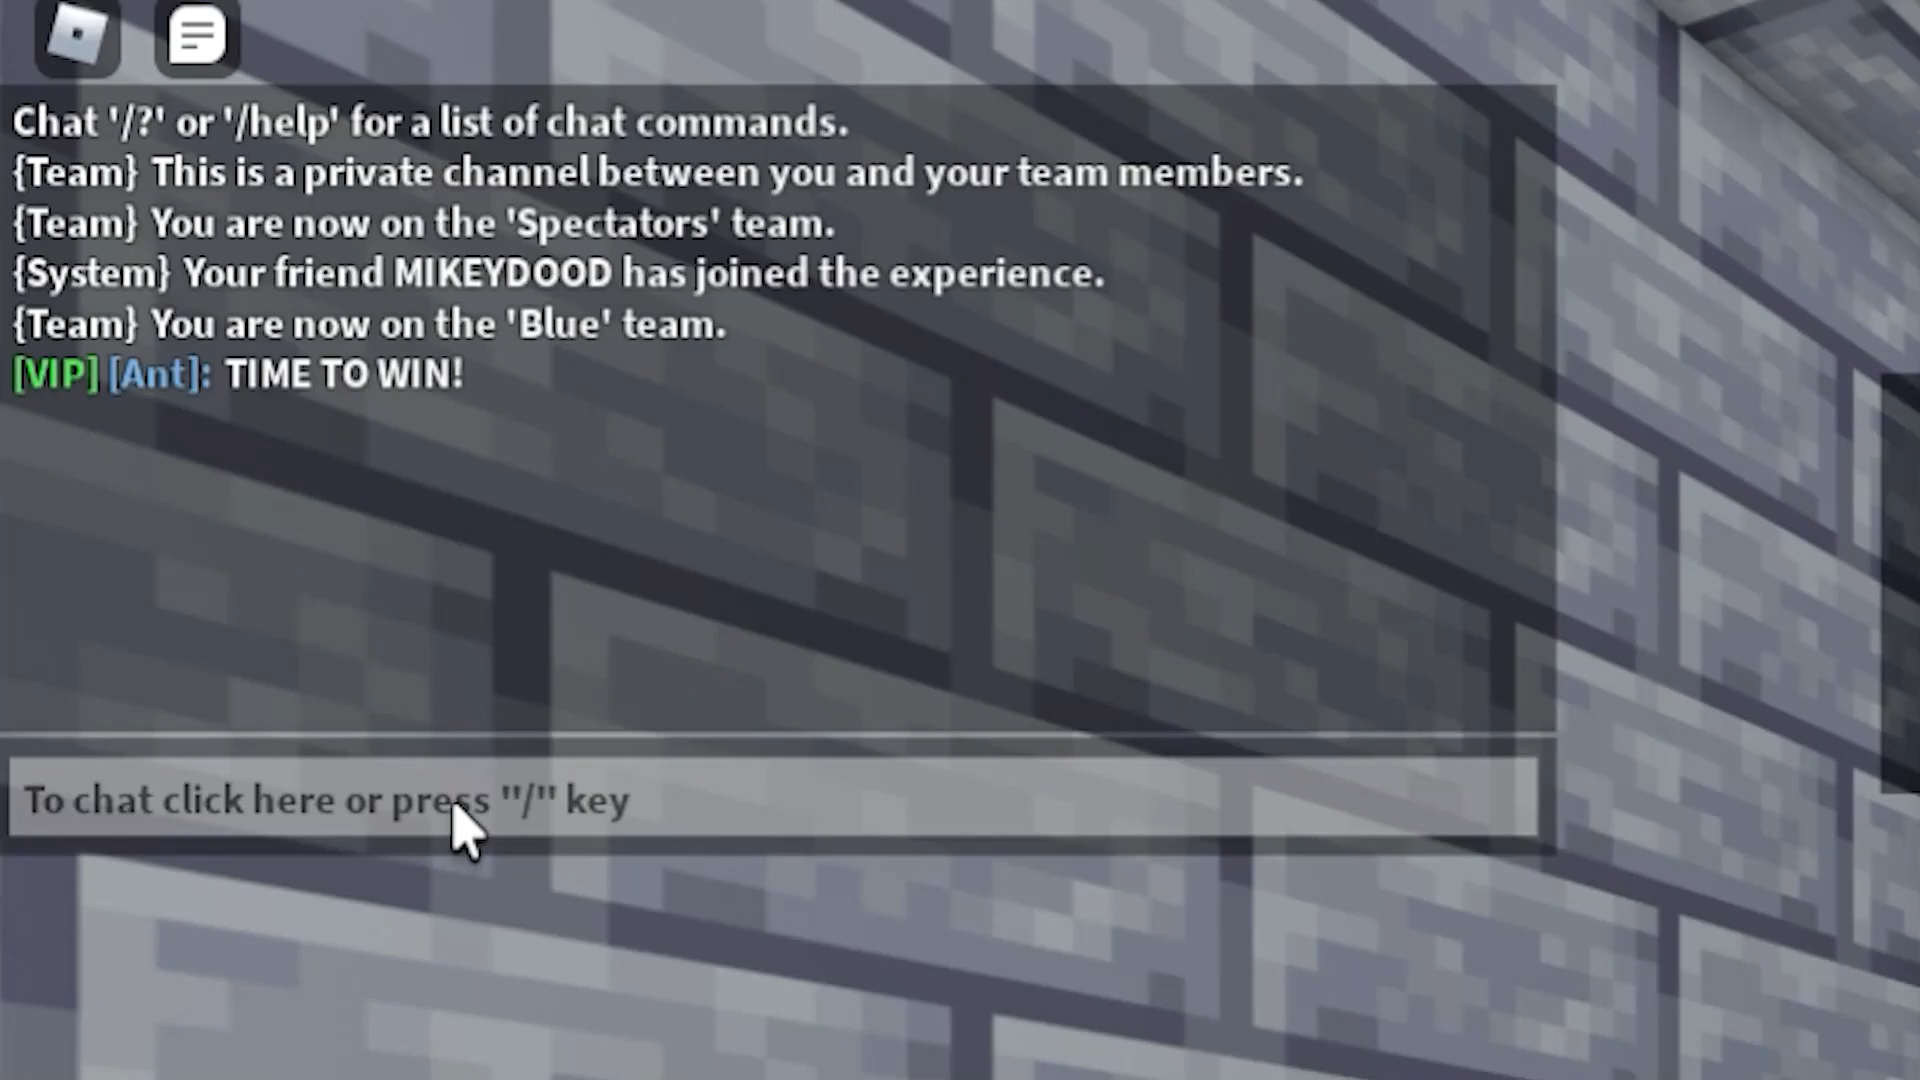 Chat '/?' or '/help' for a list of chat commands.
{Team} This is a private channel between you and your team members.
{Team} You are now on the 'Spectators' team.
{System} Your friend MIKEYDOOD has joined the experience.
{Team} You are now on the 'Blue' team.
[VIP] [Ant]: TIME TO WIN!
To chat click here or press "/" key